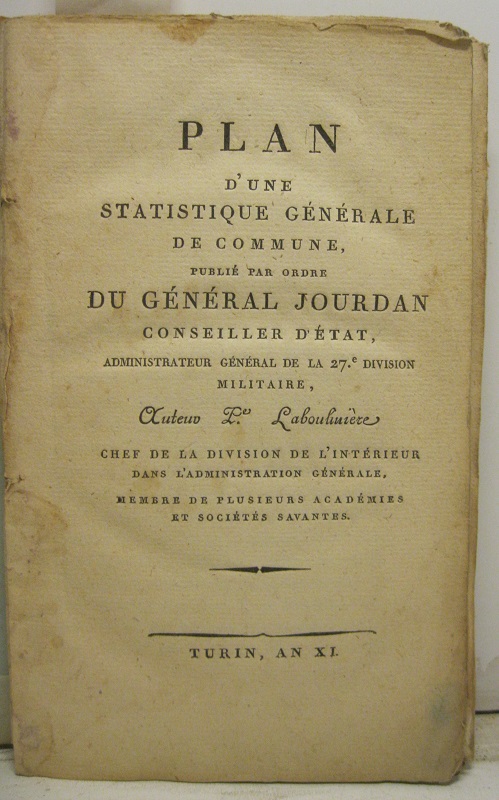 PLAN
D'UNE
STATISTIQUE GÉNÉRALE
DE COMMUNE,
PUBLIÉ PAR ORDRE
DU GÉNÉRAL JOURDAN
CONSEILLER D'ÉTAT,
ADMINISTRATEUR GÉNÉRAL DE LA 27.e DIVISION
MILITAIRE,
Auteur P.re Laboulinière
CHEF DE LA DIVISION DE L'INTÉRIEUR
DANS L'ADMINISTRATION GÉNÉRALE,
MEMBRE DE PLUSIEURS ACADÉMIES
ET SOCIÉTÉS SAVANTES.
TURIN, AN XI.